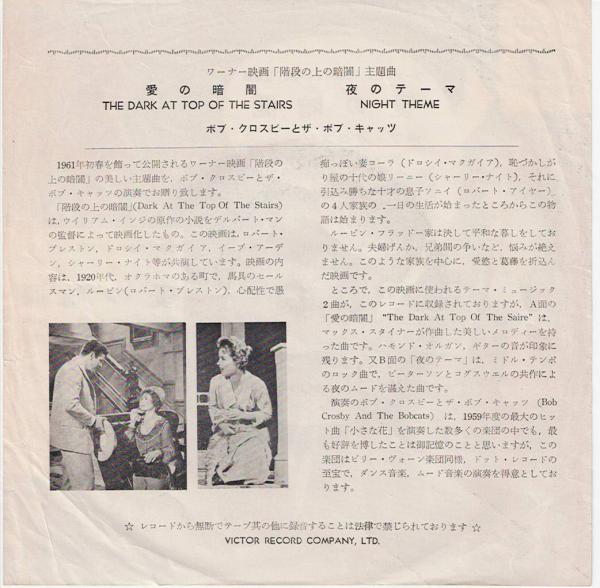 ワーナー映画「階段の上の暗闇」主題曲
愛の暗闇　夜のテーマ
THE DARK AT TOP OF THE STAIRS　NIGHT THEME
ボブ・クロスビーとザ・ボブ・キャッツ
1961年初春を飾って公開されるワーナー映画「階段の
上の暗闇」の美しい主題曲を，ボブ・クロスビーとザ・
ボブ・キャッツの演奏でお贈り致します。
「階段の上の暗闇」(Dark At The Top Of The Stairs)
は，ウイリアム・インジの原作の小説をデルバート・マン
の監督によって映画化したもの。この映画は，ロバート・
プレストン，ドロシイ・マクガイア，イーブ・アーデ
ン，シャーリー・ナイト等が共演しています。映画の内
容は，1920年代，オクラホマのある町で，馬具のセール
スマン，ルービン(ロバート・プレストン)，心配性で愚
痴っぽい妻コーラ(ドロシイ・マクガイア)，恥づかしが
り屋の十代の娘リーニー(シャーリー・ナイト)，それに
引込み勝ちな十才の息子ソニイ(ロバート・アイヤー)
の4人家族の．一日の生活が始まったところからこの物
語は始まります。
ルービン・フラッドー家は決して平和な暮しをしてお
りません。夫婦げんか，兄弟間の争いなど，悩みが絶え
ません。このような家族を中心に，愛慾と葛藤を折込ん
だ映画です。
ところで，この映画に使われるテーマ・ミュージック
2曲が，このレコードに収録されておりますが，A面の
「愛の暗闇」“The Dark At The Top Of The Saire”は，
マックス・スタイナーが作曲した美しいメロディーを持
った曲です。ハモンド・オルガン，ギターの音が印象に
残ります。又B面の「夜のテーマ」は，ミドル・テンポ
のロック曲で，ピーターソンとコグスウエルの共作によ
る夜のムードを湛えた曲です。
演奏のボブ・クロスビーとザ・ボブ・キャッツ(Bob
Crosby And The Bobcats)は，1959年度の最大のヒッ
ト曲「小さな花」を演奏した数多くの楽団の中でも，最
も好評を博したことは御記憶のことと思いますが，この
楽団はビリー・ヴォーン楽団同様，ドット・レコードの
至宝で，ダンス音楽，ムード音楽の演奏を得意としてお
ります。
☆ レコードから無断でテープ其の他に録音することは法律で禁じられております ☆
VICTOR RECORD COMPANY, LTD.